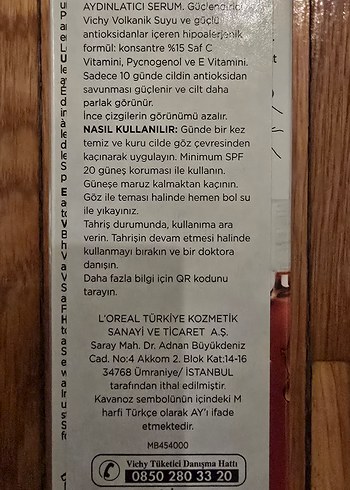 AYDINLATICI SERUM. Güçlendirici
Vichy Volkanik Suyu ve güçlü
antioksidanlar içeren hipoalerjenik
formül: konsantre %15 Saf C
Vitamini, Pycnogenol ve E Vitamini.
Sadece 10 günde cildin antioksidan
savunması güçlenir ve cilt daha
parlak görünür.
İnce çizgilerin görünümü azalır.
NASIL KULLANILIR: Günde bir kez
temiz ve kuru cilde göz çevresinden
kaçınarak uygulayın. Minimum SPF
20 güneş koruması ile kullanın.
Güneşe maruz kalmaktan kaçının.
Göz ile teması halinde hemen bol su
ile yıkayınız.
Tahriş durumunda, kullanıma ara
verin. Tahrişin devam etmesi halinde
kullanmayı bırakın ve bir doktora
danışın.
Daha fazla bilgi için QR kodunu
tarayın.
L'OREAL TÜRKİYE KOZMETİK
SANAYİ VE TİCARET A.Ş.
Saray Mah. Dr. Adnan Büyükdeniz
Cad. No:4 Akkom 2. Blok Kat:14-16
34768 Ümraniye/ İSTANBUL
tarafından ithal edilmiştir.
Kavanoz sembolünün içindeki M
harfi Türkçe olarak AY'ı ifade
etmektedir.
MB454000
Vichy Tüketici Danışma Hattı
0850 280 33 20